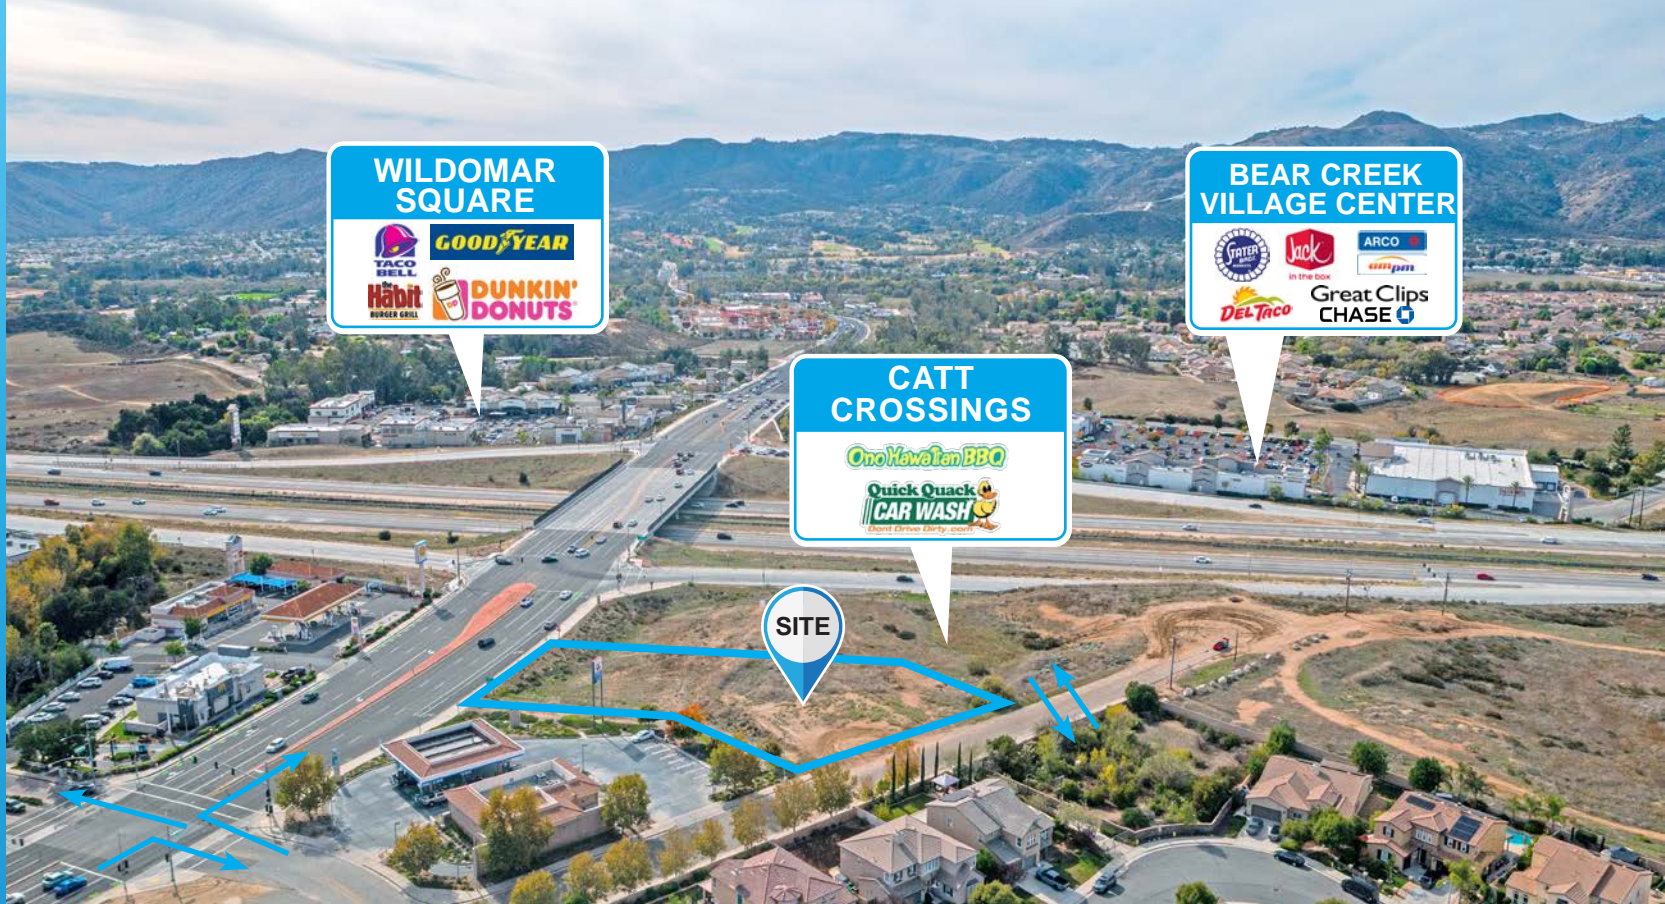 WILDOMAR
SQUARE
TACO
BELL
GOODYEAR
the
Habit
BURGER GRILL
DUNKIN'
DONUTS
BEAR CREEK
VILLAGE CENTER
STATER
BROS
MARKETS
Jack
in the box
ARCO
ampm
DEL TACO
Great Clips
CHASE
CATT
CROSSINGS
Ono Hawaiian BBQ
Quick Quack
CAR WASH
Dont Drive Dirty.com
SITE